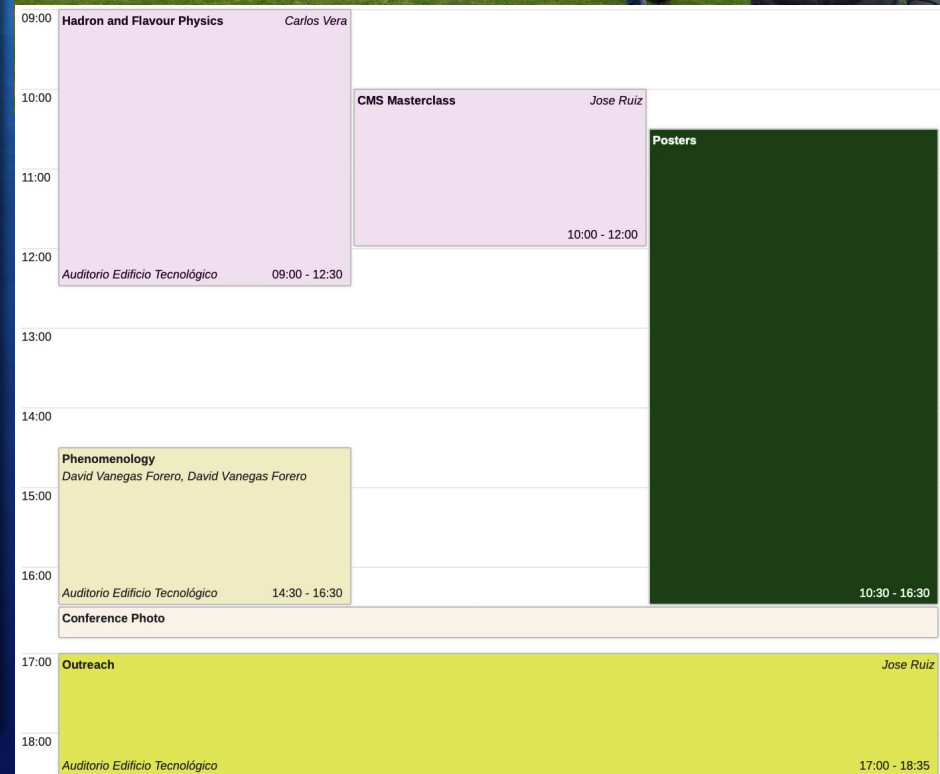 09:00 Hadron and Flavour Physics Carlos Vera
10:00 CMS Masterclass Jose Ruiz
Posters
11:00
10:00 - 12:00
12:00
Auditorio Edificio Tecnológico 09:00 - 12:30
13:00
14:00
Phenomenology
David Vanegas Forero, David Vanegas Forero
15:00
16:00
Auditorio Edificio Tecnológico 14:30 - 16:30 10:30 - 16:30
Conference Photo
17:00 Outreach Jose Ruiz
18:00
Auditorio Edificio Tecnológico 17:00 - 18:35